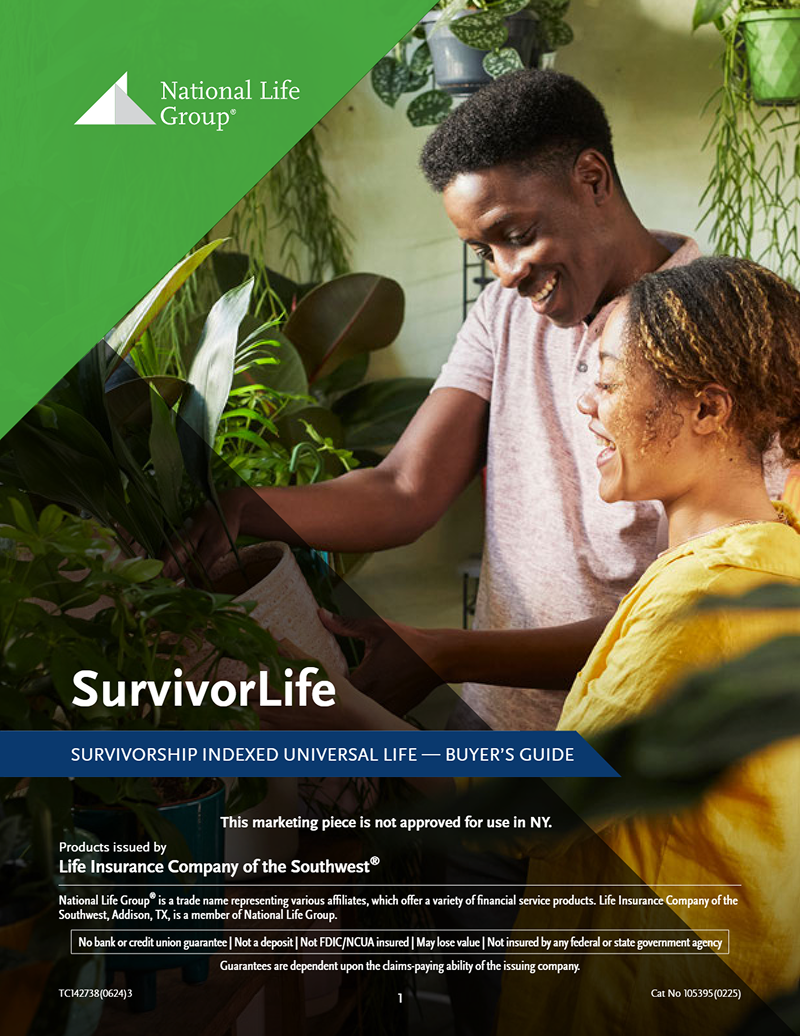 National Life
Group®
SurvivorLife
SURVIVORSHIP INDEXED UNIVERSAL LIFE — BUYER'S GUIDE
This marketing piece is not approved for use in NY.
Products issued by
Life Insurance Company of the Southwest®
National Life Group® is a trade name representing various affiliates, which offer a variety of financial service products. Life Insurance Company of the
Southwest, Addison, TX, is a member of National Life Group.
No bank or credit union guarantee | Not a deposit | Not FDIC/NCUA insured | May lose value | Not insured by any federal or state government agency
Guarantees are dependent upon the claims-paying ability of the issuing company.
TC142738(0624)3
1
Cat No 105395(0225)